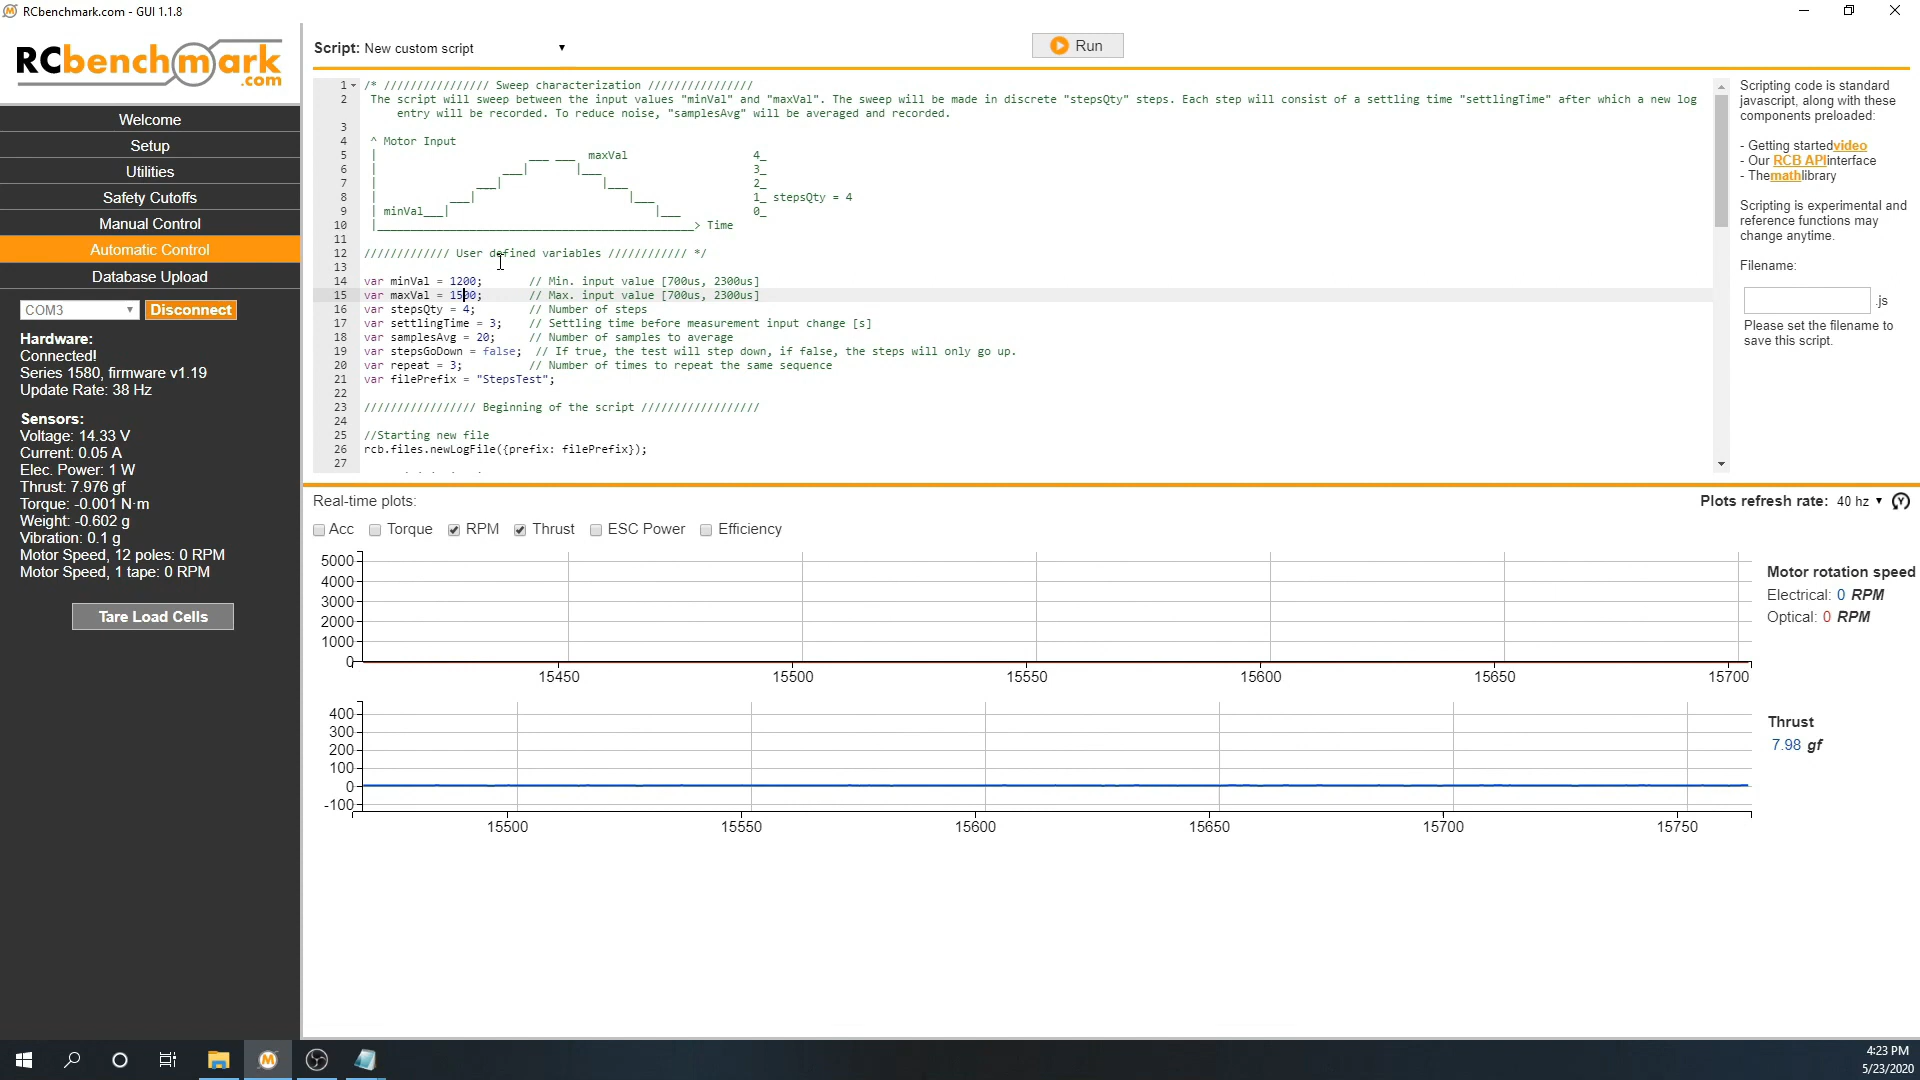 RCbenchmark.com - GUI 1.1.8
RCbenchmark
.com
Welcome
Setup
Utilities
Safety Cutoffs
Manual Control
Automatic Control
Database Upload
COM3 Disconnect
Hardware:
Connected!
Series 1580, firmware v1.19
Update Rate: 38 Hz
Sensors:
Voltage: 14.33 V
Current: 0.05 A
Elec. Power: 1 W
Thrust: 7.976 gf
Torque: -0.001 N·m
Weight: -0.602 g
Vibration: 0.1 g
Motor Speed, 12 poles: 0 RPM
Motor Speed, 1 tape: 0 RPM
Tare Load Cells
Script: New custom script
Run
1 /* //////////////// Sweep characterization ////////////////
2 The script will sweep between the input values "minVal" and "maxVal". The sweep will be made in discrete "stepsQty" steps. Each step will consist of a settling time "settlingTime" after which a new log
entry will be recorded. To reduce noise, "samplesAvg" will be averaged and recorded.
3
4 ^ Motor Input
5 | ___ ___ maxVal 4_
6 | ___| |___ 3_
7 | ___| |___ 2_
8 | ___| |___ 1_ stepsQty = 4
9 | minVal___| |___ 0_
10 |________________________________________________> Time
11
12 ///////////// User defined variables //////////// */
13
14 var minVal = 1200; // Min. input value [700us, 2300us]
15 var maxVal = 1500; // Max. input value [700us, 2300us]
16 var stepsQty = 4; // Number of steps
17 var settlingTime = 3; // Settling time before measurement input change [s]
18 var samplesAvg = 20; // Number of samples to average
19 var stepsGoDown = false; // If true, the test will step down, if false, the steps will only go up.
20 var repeat = 3; // Number of times to repeat the same sequence
21 var filePrefix = "StepsTest";
22
23 ///////////////// Beginning of the script //////////////////
24
25 //Starting new file
26 rcb.files.newLogFile({prefix: filePrefix});
27
Scripting code is standard
javascript, along with these
components preloaded:
- Getting startedvideo
- Our RCB APIinterface
- Themathlibrary
Scripting is experimental and
reference functions may
change anytime.
Filename:
.js
Please set the filename to
save this script.
Real-time plots:
Plots refresh rate: 40 hz
Acc Torque RPM Thrust ESC Power Efficiency
5000
4000
3000
2000
1000
0
15450 15500 15550 15600 15650 15700
Motor rotation speed
Electrical: 0 RPM
Optical: 0 RPM
400
300
200
100
0
-100
15500 15550 15600 15650 15700 15750
Thrust
7.98 gf
4:23 PM
5/23/2020